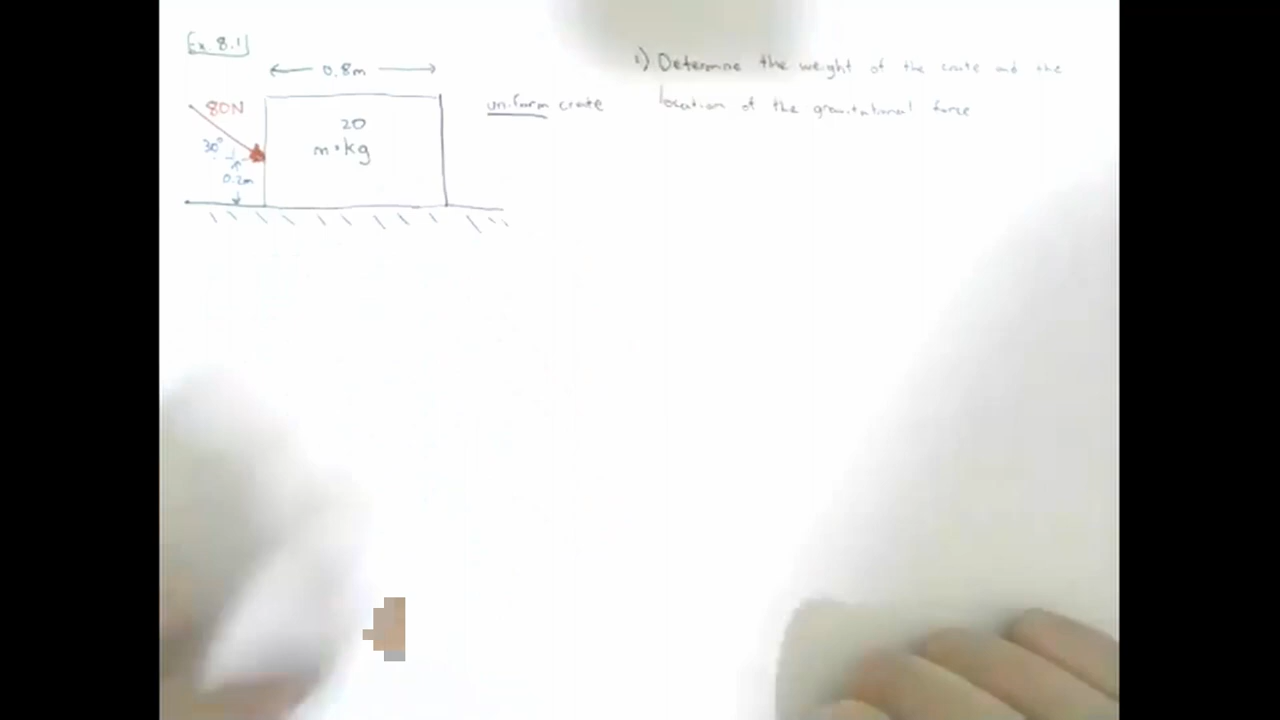 Ex. 8.1
0.8m
80N
30°
0.2m
20
m•kg
uniform crate
Determine the weight of the crate and the
location of the gravitational force